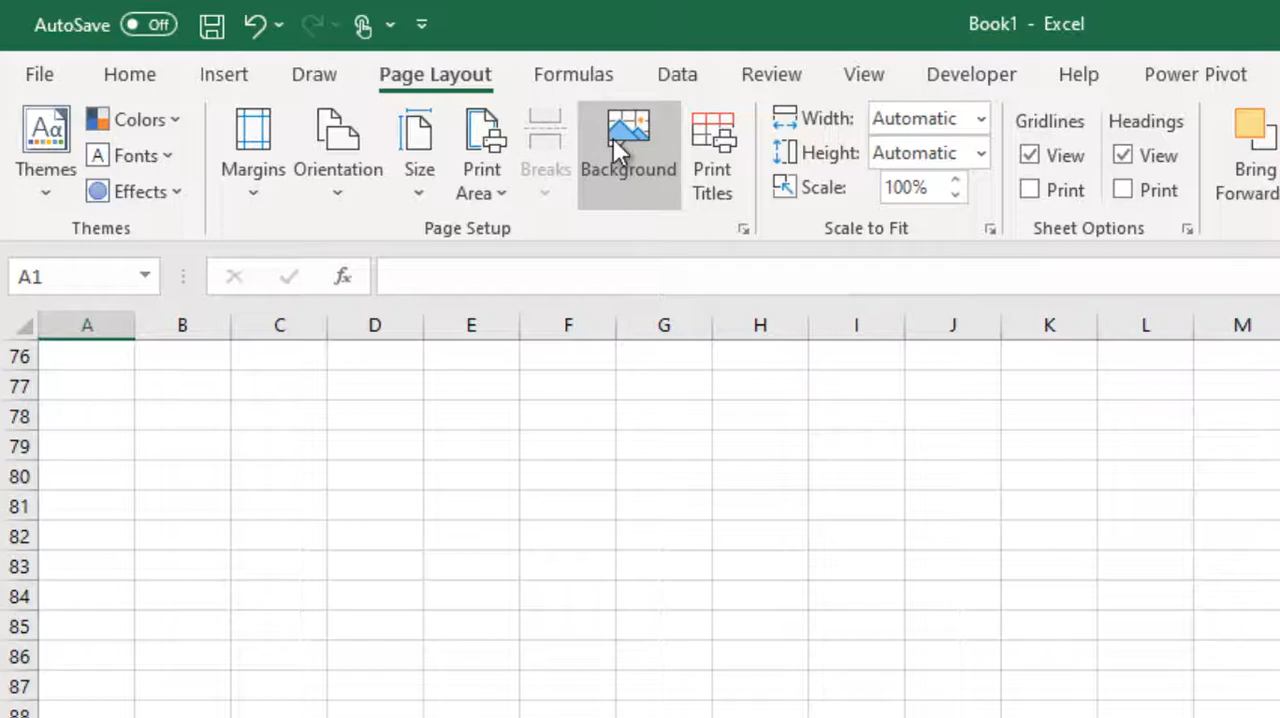 AutoSave Off Book1 - Excel
File Home Insert Draw Page Layout Formulas Data Review View Developer Help Power Pivot
Aa
Themes
Colors
A Fonts
Effects
Themes
Margins
Orientation
Size
Print
Area
Breaks
Background
Print
Titles
Page Setup
Width: Automatic
Height: Automatic
Scale: 100%
Scale to Fit
Gridlines
View
Print
Headings
View
Print
Sheet Options
Bring
Forward
A1 fx
A B C D E F G H I J K L M
76
77
78
79
80
81
82
83
84
85
86
87
88